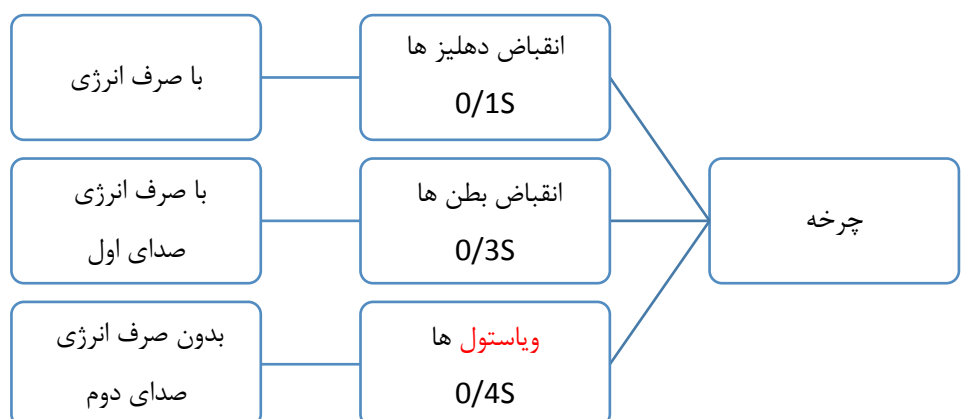 چرخه
انقباض دهلیز ها
0/1S
با صرف انرژی
انقباض بطن ها
0/3S
با صرف انرژی
صدای اول
ویاستول ها
0/4S
بدون صرف انرژی
صدای دوم